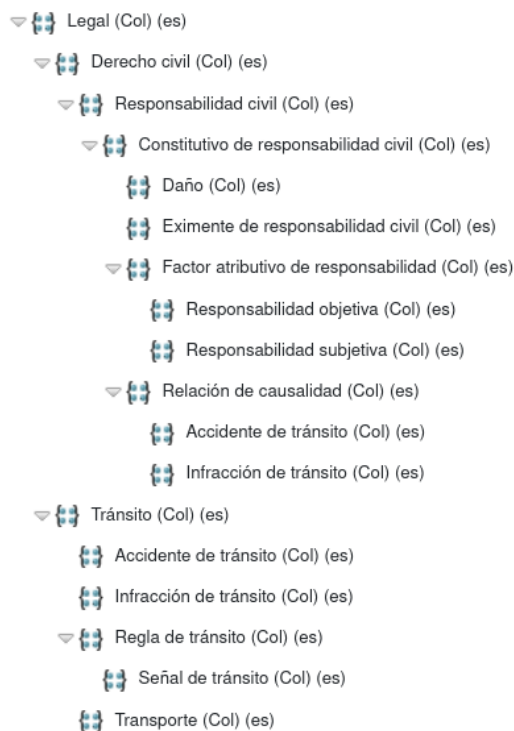 Legal (Col) (es)
Derecho civil (Col) (es)
Responsabilidad civil (Col) (es)
Constitutivo de responsabilidad civil (Col) (es)
Daño (Col) (es)
Eximente de responsabilidad civil (Col) (es)
Factor atributivo de responsabilidad (Col) (es)
Responsabilidad objetiva (Col) (es)
Responsabilidad subjetiva (Col) (es)
Relación de causalidad (Col) (es)
Accidente de tránsito (Col) (es)
Infracción de tránsito (Col) (es)
Tránsito (Col) (es)
Accidente de tránsito (Col) (es)
Infracción de tránsito (Col) (es)
Regla de tránsito (Col) (es)
Señal de tránsito (Col) (es)
Transporte (Col) (es)